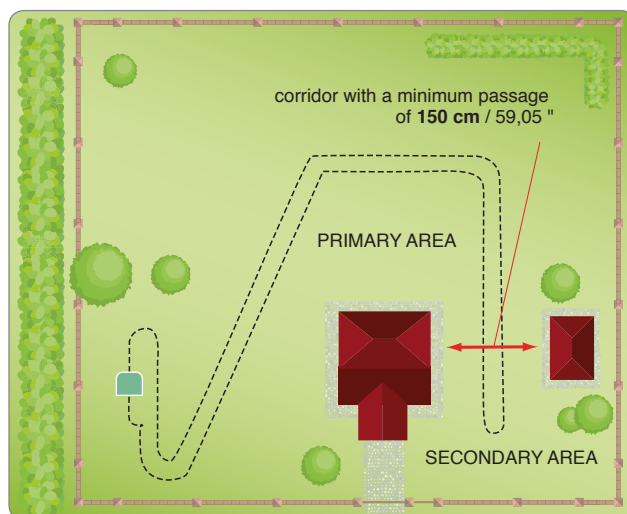 corridor with a minimum passage
of 150 cm / 59,05 "
PRIMARY AREA
SECONDARY AREA